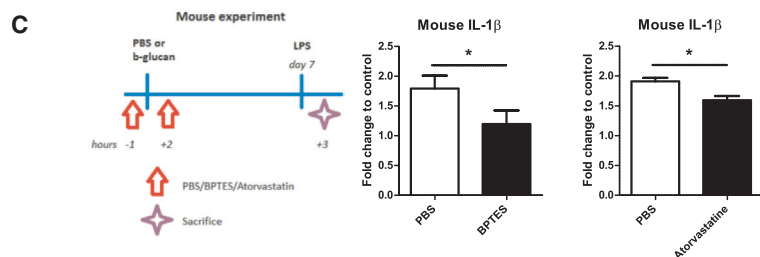 C
Mouse experiment
PBS or
b-glucan
LPS
day 7
hours
-1
+2
+3
PBS/BPTES/Atorvastatin
Sacrifice
Mouse IL-1β
Fold change to control
2.5
2.0
1.5
1.0
0.5
0.0
*
PBS
BPTES
Mouse IL-1β
Fold change to control
2.5
2.0
1.5
1.0
0.5
0.0
*
PBS
Atorvastatine